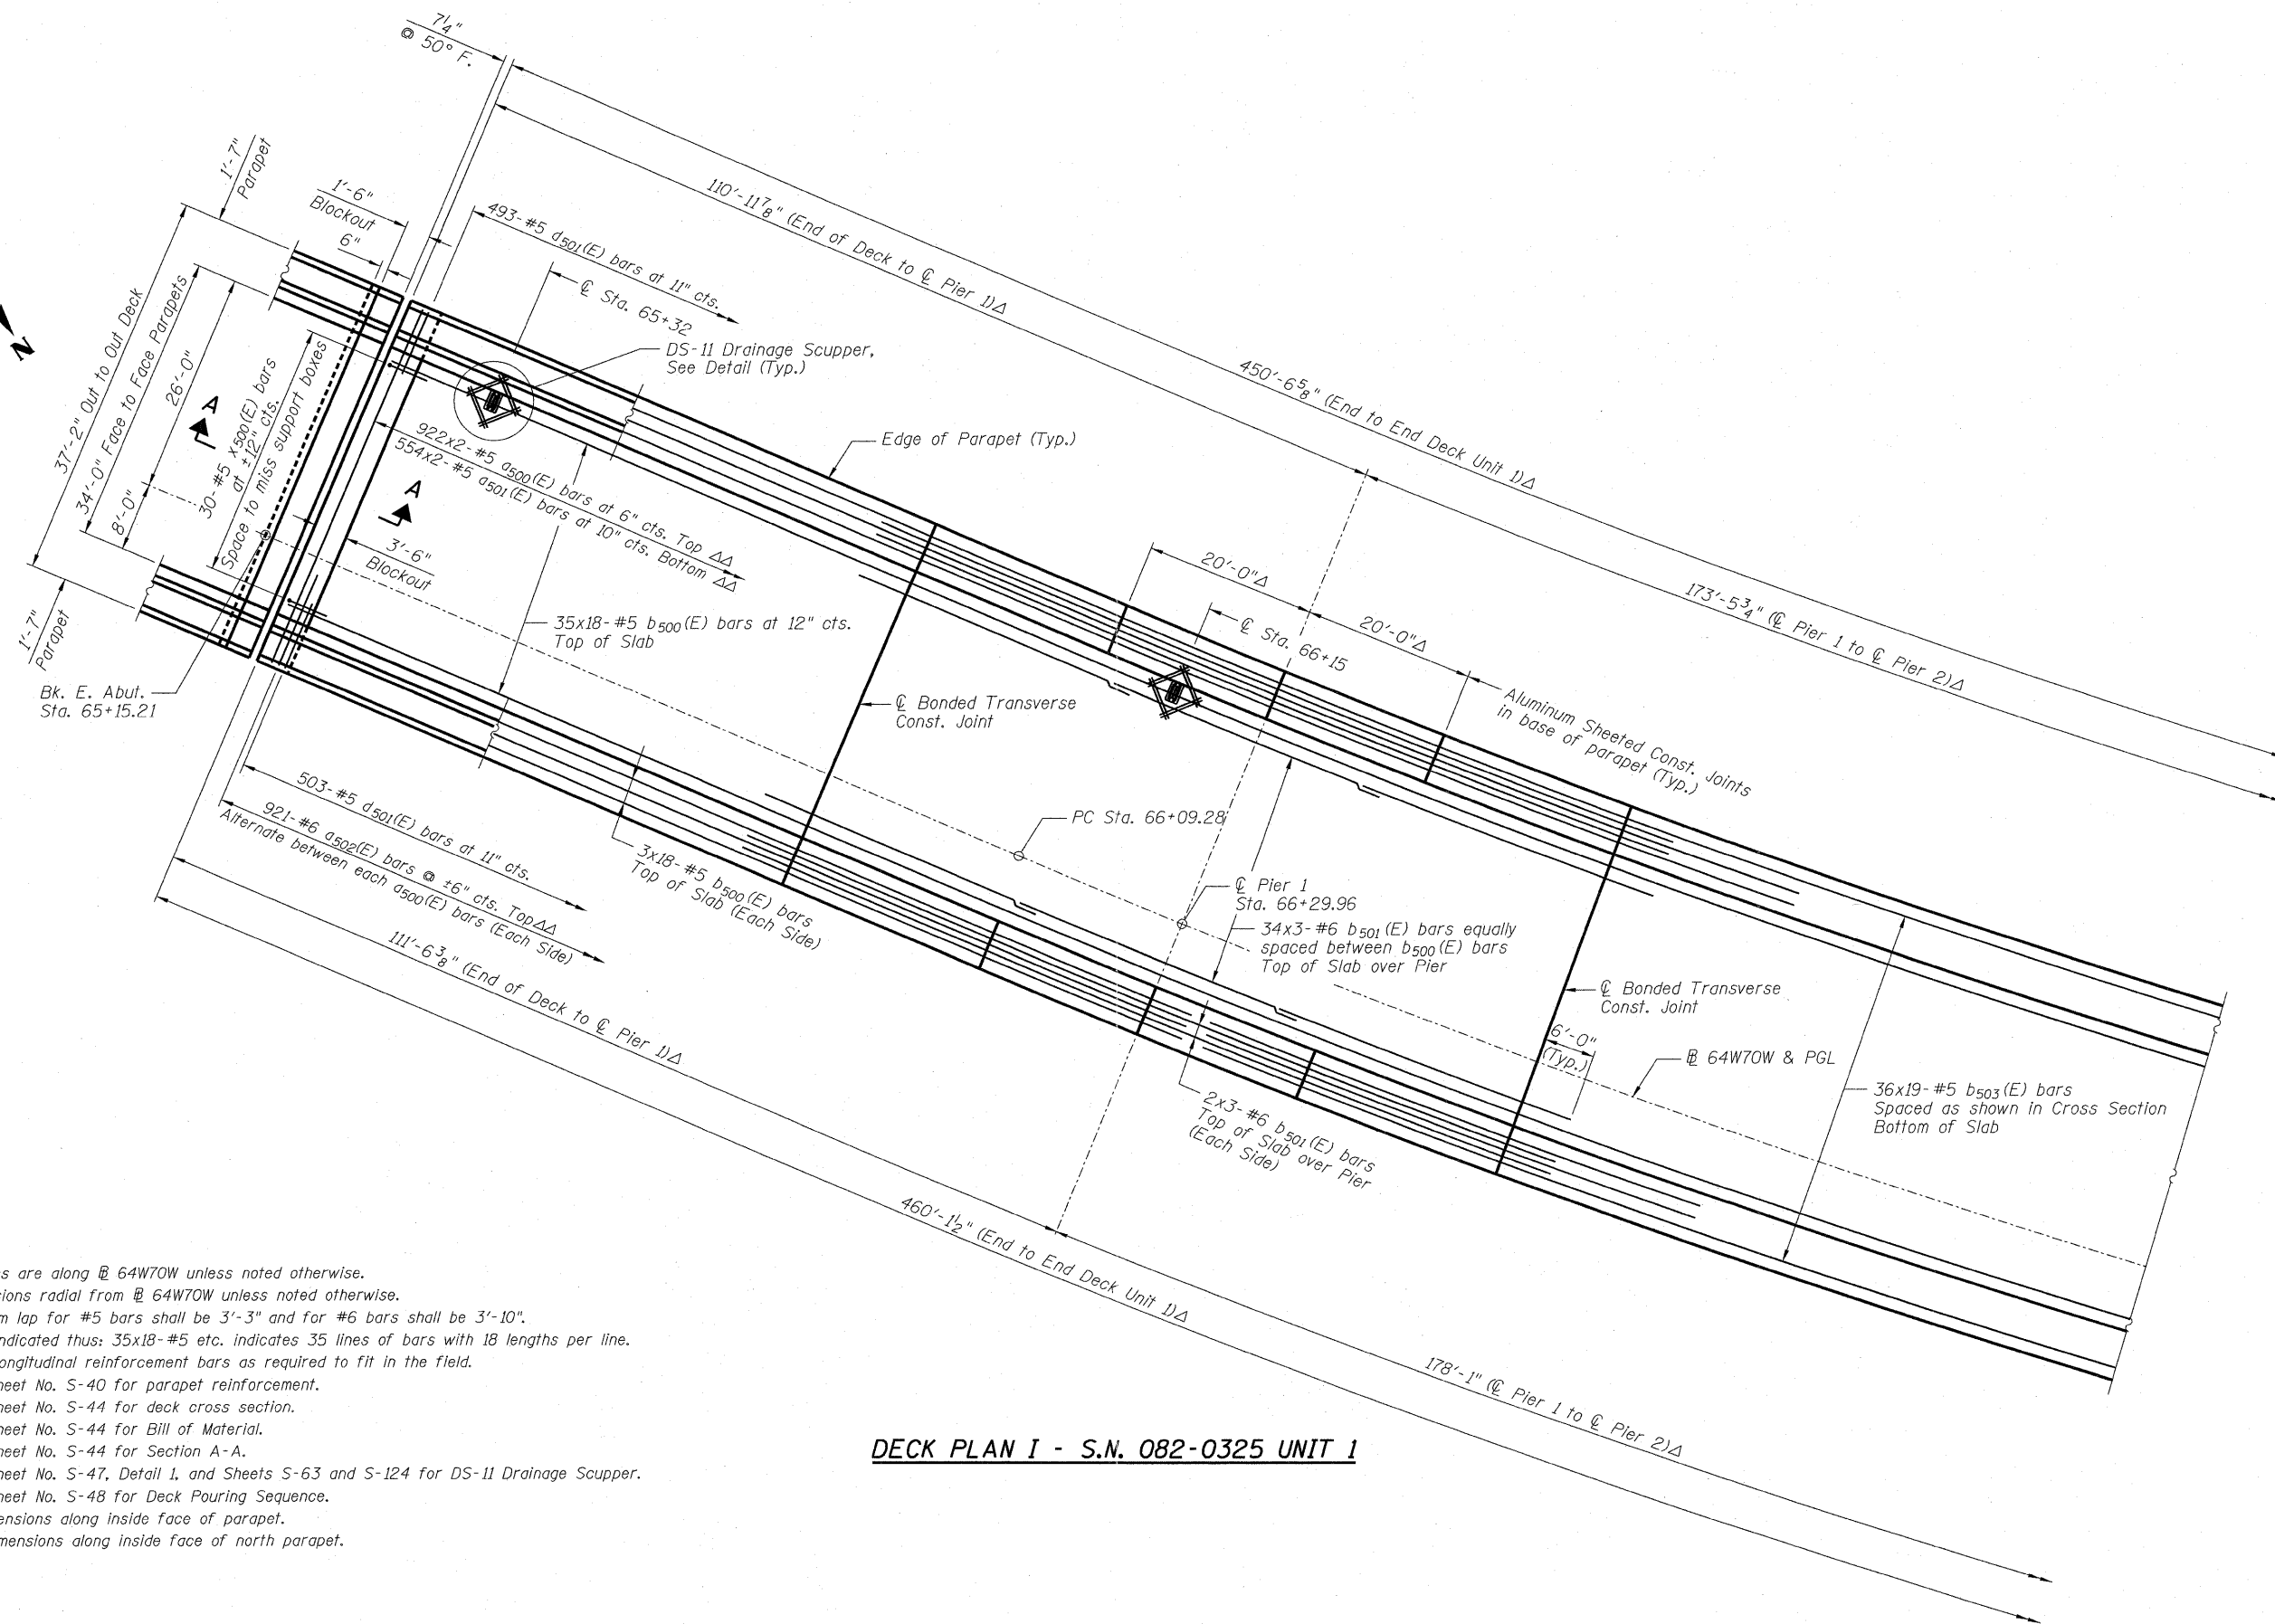 7¼"
@ 50° F.
1'-7"
Parapet
1'-6"
Blockout
6"
110'-11⅞" (End of Deck to ℄ Pier 1)Δ
450'-6⅝" (End to End Deck Unit 1)Δ
173'-5¾" (℄ Pier 1 to ℄ Pier 2)Δ
493-#5 d501(E) bars at 11" cts.
℄ Sta. 65+32
DS-11 Drainage Scupper,
See Detail (Typ.)
N
37'-2" Out to Out Deck
34'-0" Face to Face Parapets
26'-0"
8'-0"
A
30-#5 x500(E) bars
at ±12" cts.
Space to miss support boxes
922x2-#5 a500(E) bars at 6" cts. Top ΔΔ
554x2-#5 a501(E) bars at 10" cts. Bottom ΔΔ
Edge of Parapet (Typ.)
A
3'-6"
Blockout
20'-0"Δ
℄ Sta. 66+15
20'-0"Δ
Aluminum Sheeted Const. Joints
in base of parapet (Typ.)
35x18-#5 b500(E) bars at 12" cts.
Top of Slab
1'-7"
Parapet
Bk. E. Abut.
Sta. 65+15.21
℄ Bonded Transverse
Const. Joint
PC Sta. 66+09.28
503-#5 d501(E) bars at 11" cts.
921-#6 a502(E) bars @ ±6" cts. TopΔΔ
Alternate between each a500(E) bars (Each Side)
3x18-#5 b500(E) bars
Top of Slab (Each Side)
℄ Pier 1
Sta. 66+29.96
34x3-#6 b501(E) bars equally
spaced between b500(E) bars
Top of Slab over Pier
℄ Bonded Transverse
Const. Joint
6'-0"
(Typ.)
B̲L̲ 64W70W & PGL
36x19-#5 b503(E) bars
Spaced as shown in Cross Section
Bottom of Slab
2x3-#6 b501(E) bars
Top of Slab over Pier
(Each Side)
111'-6⅜" (End of Deck to ℄ Pier 1)Δ
460'-1½" (End to End Deck Unit 1)Δ
178'-1" (℄ Pier 1 to ℄ Pier 2)Δ
s are along BL 64W70W unless noted otherwise.
ions radial from BL 64W70W unless noted otherwise.
m lap for #5 bars shall be 3'-3" and for #6 bars shall be 3'-10".
ndicated thus: 35x18-#5 etc. indicates 35 lines of bars with 18 lengths per line.
ongitudinal reinforcement bars as required to fit in the field.
heet No. S-40 for parapet reinforcement.
heet No. S-44 for deck cross section.
heet No. S-44 for Bill of Material.
heet No. S-44 for Section A-A.
heet No. S-47, Detail 1, and Sheets S-63 and S-124 for DS-11 Drainage Scupper.
heet No. S-48 for Deck Pouring Sequence.
ensions along inside face of parapet.
mensions along inside face of north parapet.
DECK PLAN I - S.N. 082-0325 UNIT 1